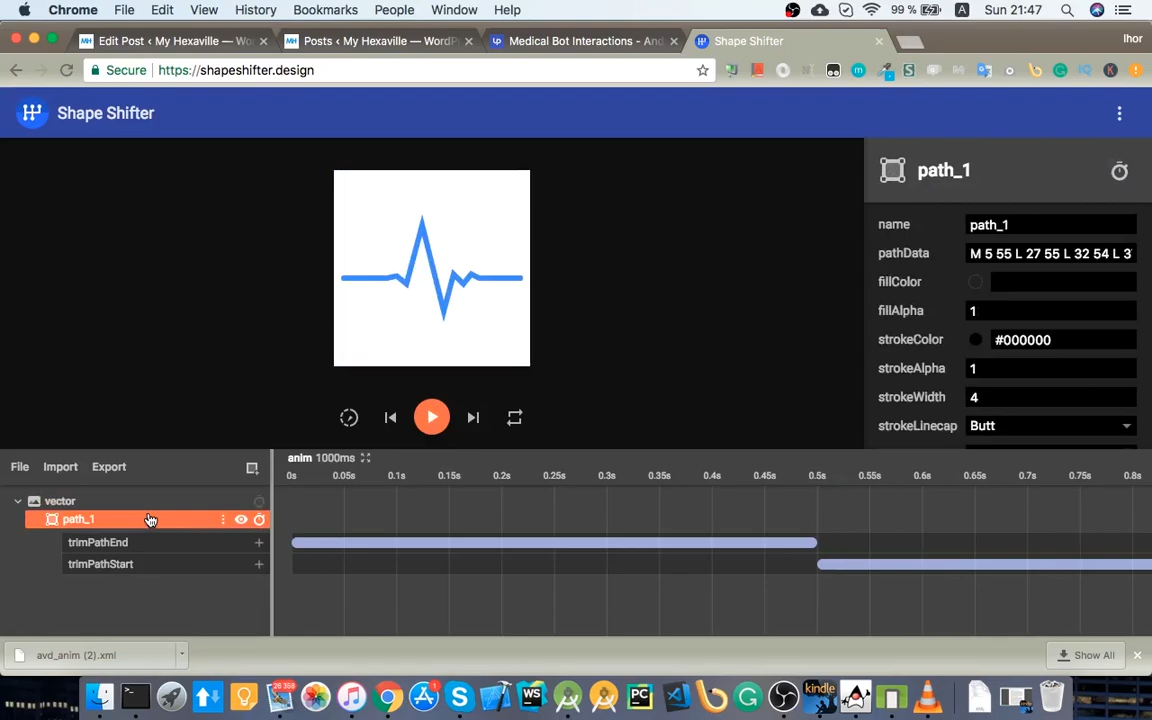 Chrome File Edit View History Bookmarks People Window Help 99 % A Sun 21:47
Edit Post ‹ My Hexaville — Wor Posts ‹ My Hexaville — WordPr Medical Bot Interactions - And Shape Shifter Ihor
Secure https://shapeshifter.design
Shape Shifter
path_1
name path_1
pathData M 5 55 L 27 55 L 32 54 L 3
fillColor
fillAlpha 1
strokeColor #000000
strokeAlpha 1
strokeWidth 4
strokeLinecap Butt
File Import Export
anim 1000ms
0s 0.05s 0.1s 0.15s 0.2s 0.25s 0.3s 0.35s 0.4s 0.45s 0.5s 0.55s 0.6s 0.65s 0.7s 0.75s 0.8s
vector
path_1
trimPathEnd
trimPathStart
avd_anim (2).xml Show All